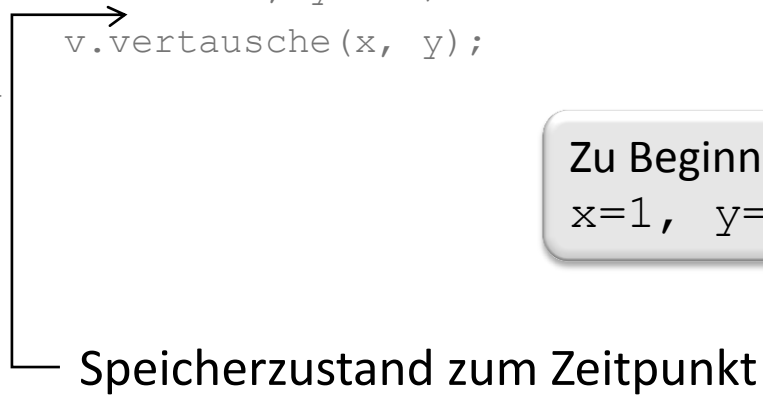 v.vertausche(x, y);
Zu Beginn
x=1, y=
Speicherzustand zum Zeitpunkt